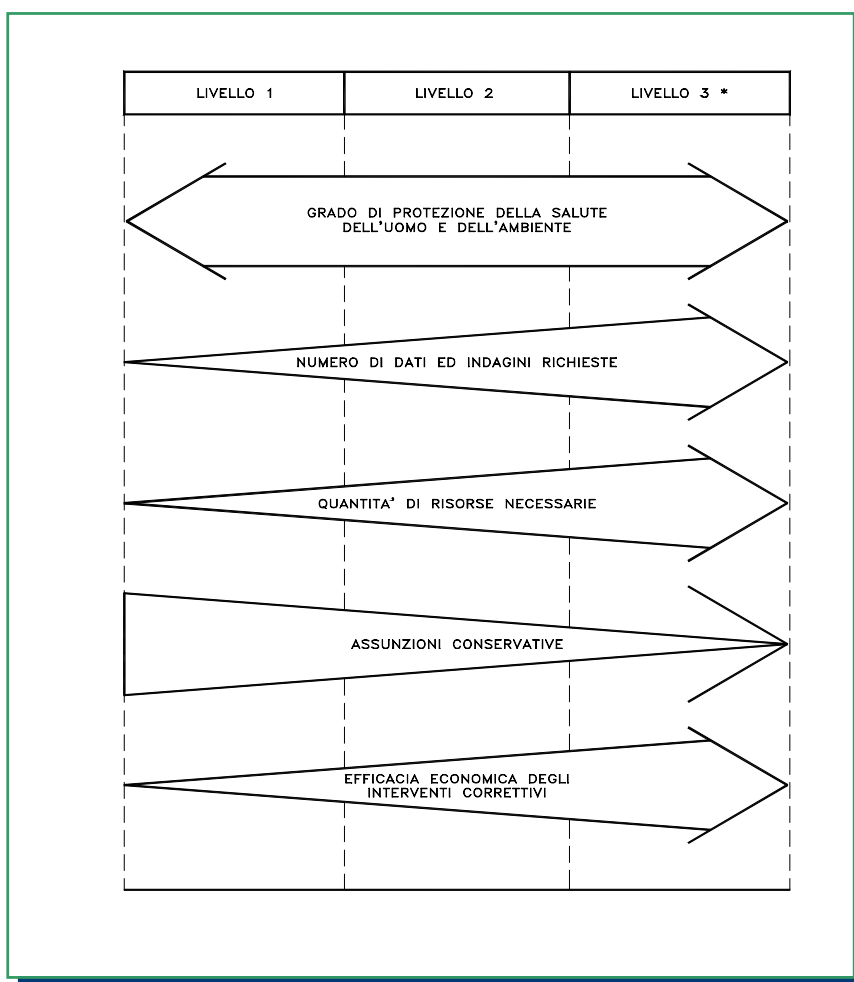 LIVELLO 1 LIVELLO 2 LIVELLO 3 *
GRADO DI PROTEZIONE DELLA SALUTE
DELL'UOMO E DELL'AMBIENTE
NUMERO DI DATI ED INDAGINI RICHIESTE
QUANTITA' DI RISORSE NECESSARIE
ASSUNZIONI CONSERVATIVE
EFFICACIA ECONOMICA DEGLI
INTERVENTI CORRETTIVI